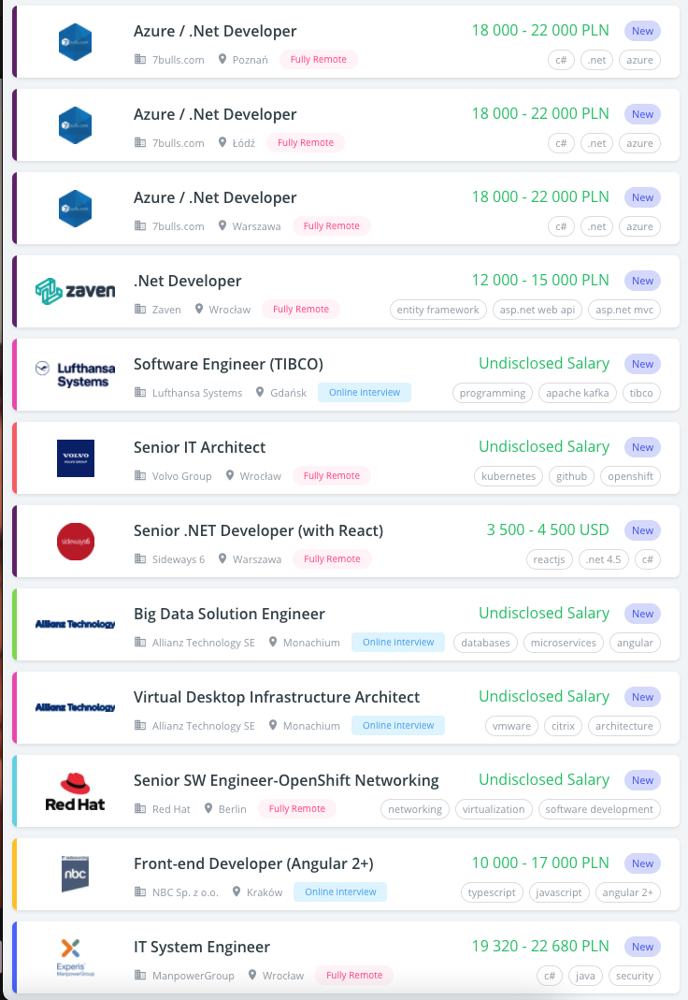 Azure / .Net Developer 18 000 - 22 000 PLN New
7bulls.com Poznań Fully Remote c# .net azure
Azure / .Net Developer 18 000 - 22 000 PLN New
7bulls.com Łódź Fully Remote c# .net azure
Azure / .Net Developer 18 000 - 22 000 PLN New
7bulls.com Warszawa Fully Remote c# .net azure
zaven .Net Developer 12 000 - 15 000 PLN New
Zaven Wrocław Fully Remote entity framework asp.net web api asp.net mvc
Lufthansa Systems
Software Engineer (TIBCO) Undisclosed Salary New
Lufthansa Systems Gdańsk Online interview programming apache kafka tibco
VOLVO
VOLVO GROUP
Senior IT Architect Undisclosed Salary New
Volvo Group Wrocław Fully Remote kubernetes github openshift
sideways6
Senior .NET Developer (with React) 3 500 - 4 500 USD New
Sideways 6 Warszawa Fully Remote reactjs .net 4.5 c#
Allianz Technology
Big Data Solution Engineer Undisclosed Salary New
Allianz Technology SE Monachium Online interview databases microservices angular
Allianz Technology
Virtual Desktop Infrastructure Architect Undisclosed Salary New
Allianz Technology SE Monachium Online interview vmware citrix architecture
Red Hat
Senior SW Engineer-OpenShift Networking Undisclosed Salary New
Red Hat Berlin Fully Remote networking virtualization software development
IT outsourcing
nbc
Front-end Developer (Angular 2+) 10 000 - 17 000 PLN New
NBC Sp. z o.o. Kraków Online interview typescript javascript angular 2+
Experis
ManpowerGroup
IT System Engineer 19 320 - 22 680 PLN New
ManpowerGroup Wrocław Fully Remote c# java security